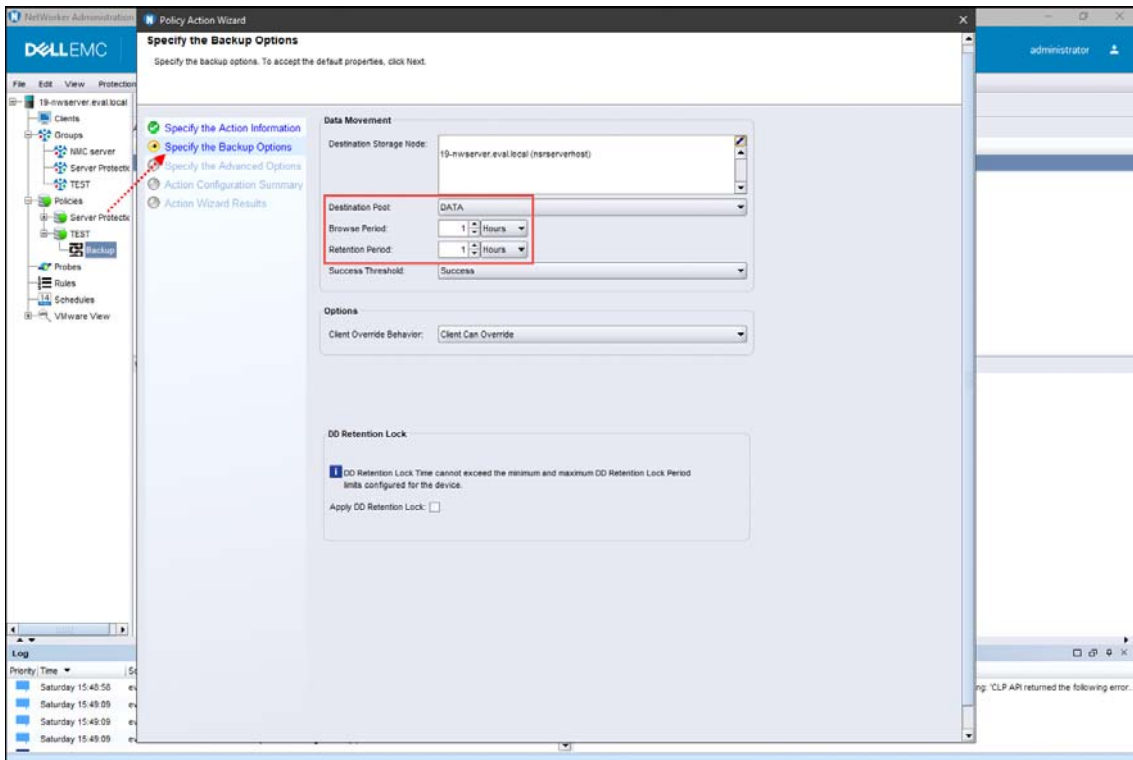 NetWorker Administration
Policy Action Wizard
DELLEMC
administrator
Specify the Backup Options
Specify the backup options. To accept the default properties, click Next.
File Edit View Protection
19-nwserver.eval.local
Clients
Groups
NMC server
Server Protectic
TEST
Policies
Server Protectic
TEST
Backup
Probes
Rules
14
Schedules
VMware View
Specify the Action Information
Specify the Backup Options
Specify the Advanced Options
Action Configuration Summary
Action Wizard Results
Data Movement
Destination Storage Node:
19-nwserver.eval.local (nsrserverhost)
Destination Pool: DATA
Browse Period: 1 Hours
Retention Period: 1 Hours
Success Threshold: Success
Options
Client Override Behavior: Client Can Override
DD Retention Lock
DD Retention Lock Time cannot exceed the minimum and maximum DD Retention Lock Period
limits configured for the device.
Apply DD Retention Lock:
Log
Priority Time
Saturday 15:48:58
ng: 'CLP API returned the following error...
Saturday 15:49:09
Saturday 15:49:09
Saturday 15:49:09